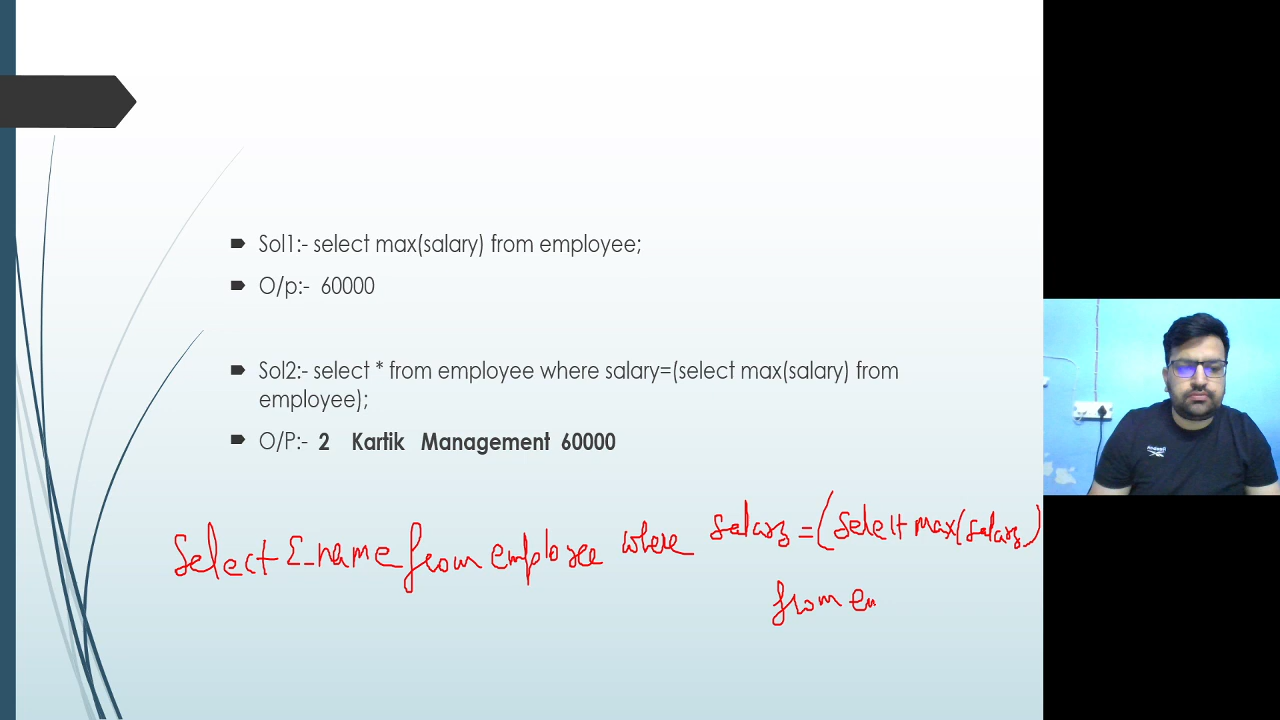 Sol1:- select max(salary) from employee;
O/p:- 60000
Sol2:- select * from employee where salary=(select max(salary) from
employee);
O/P:- 2 Kartik Management 60000
Select E_name from employee where salary = (select max(salary)
from em